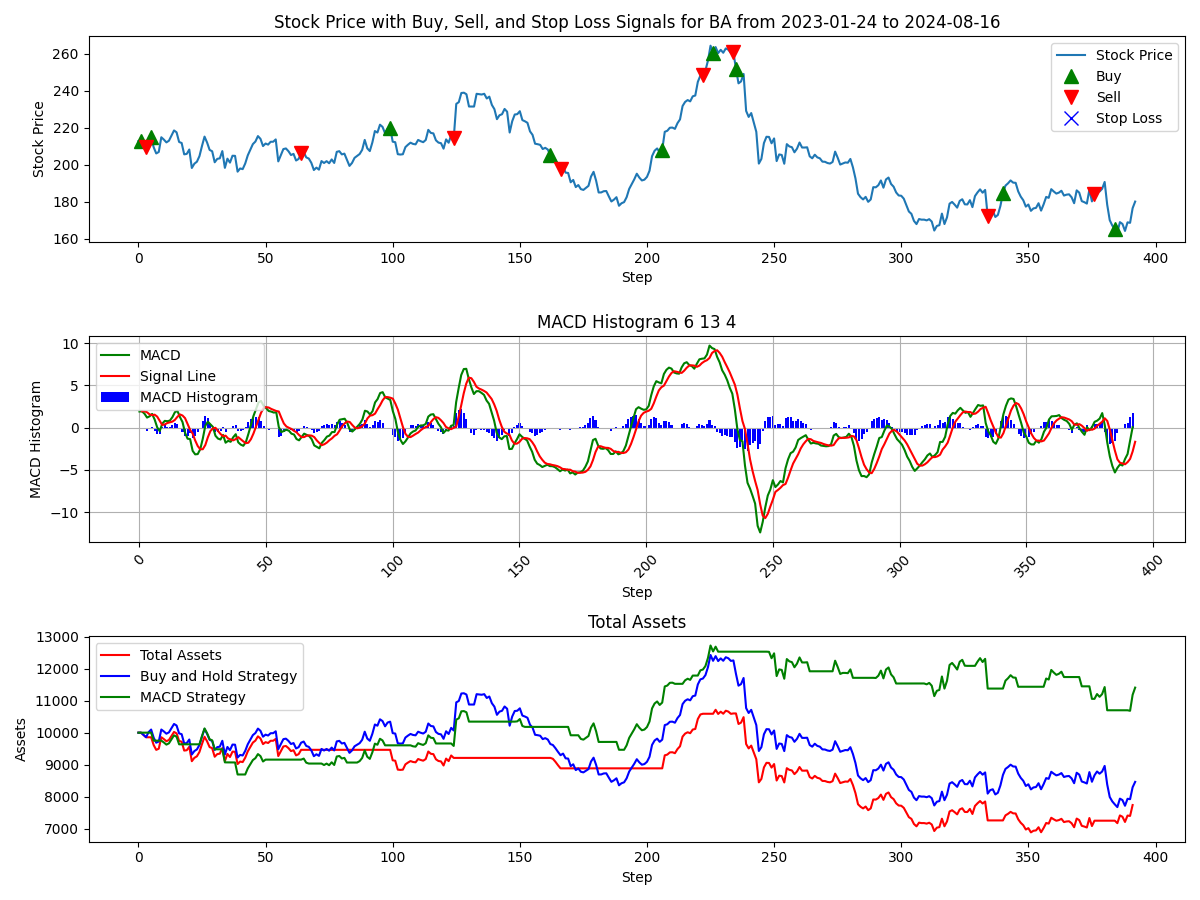 Stock Price with Buy, Sell, and Stop Loss Signals for BA from 2023-01-24 to 2024-08-16
260
240
220
200
180
160
Stock Price
Stock Price
Buy
Sell
Stop Loss
0 50 100 150 200 250 300 350 400
Step
MACD Histogram 6 13 4
10
5
0
−5
−10
MACD Histogram
MACD
Signal Line
MACD Histogram
0 50 100 150 200 250 300 350 400
Step
Total Assets
13000
12000
11000
10000
9000
8000
7000
Assets
Total Assets
Buy and Hold Strategy
MACD Strategy
0 50 100 150 200 250 300 350 400
Step